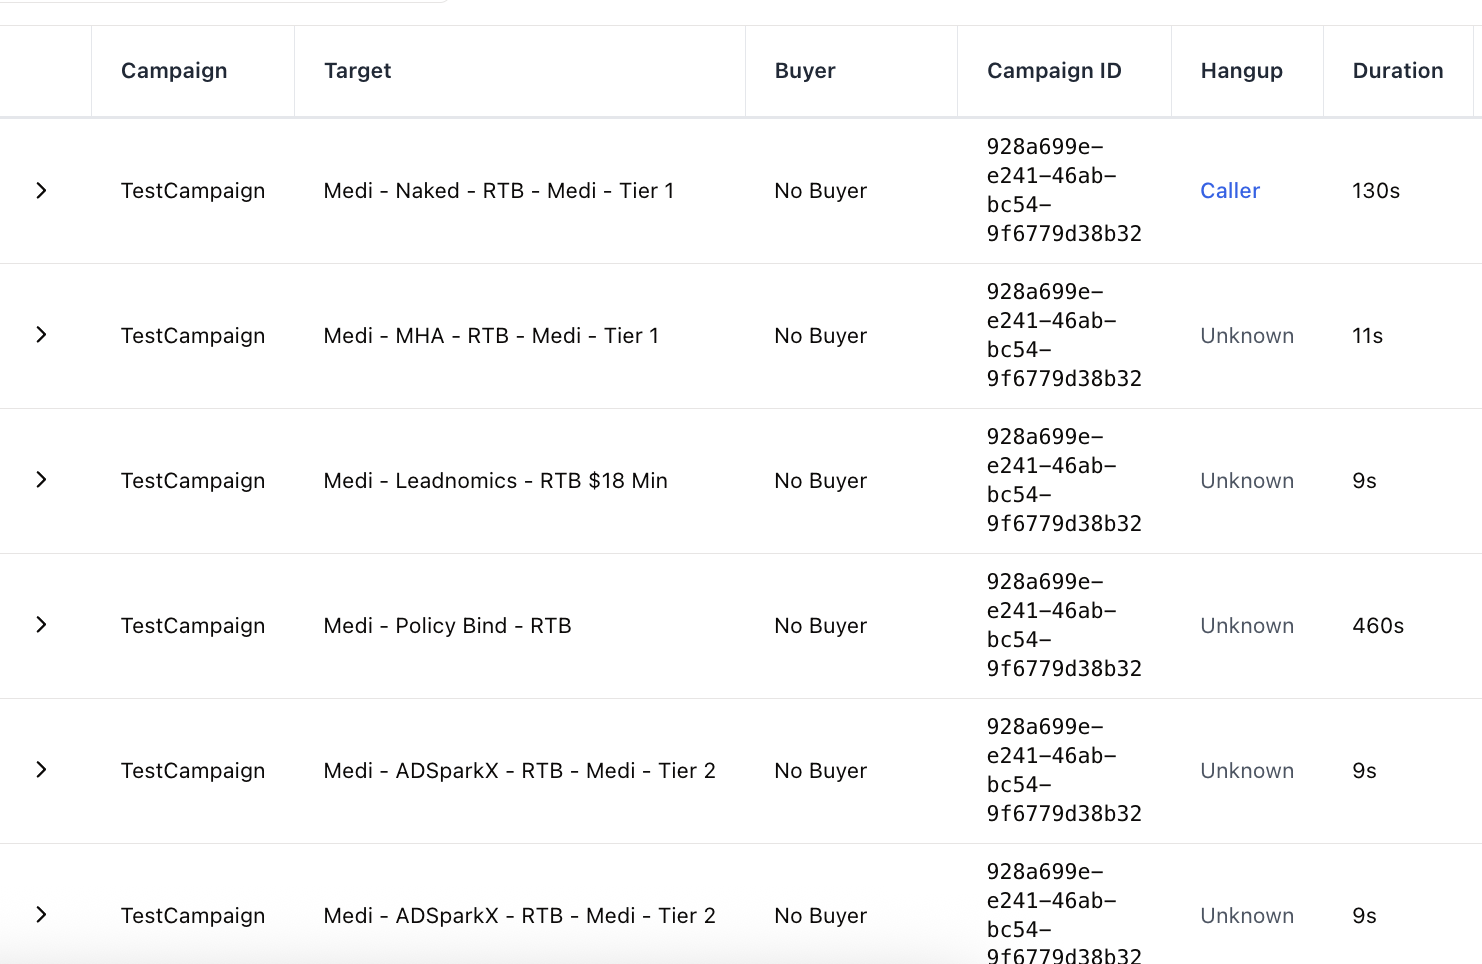 Campaign Target Buyer Campaign ID Hangup Duration
928a699e-
e241-46ab-
TestCampaign Medi - Naked - RTB - Medi - Tier 1 No Buyer Caller 130s
bc54-
9f6779d38b32
928a699e-
e241-46ab-
TestCampaign Medi - MHA - RTB - Medi - Tier 1 No Buyer Unknown 11s
bc54-
9f6779d38b32
928a699e-
e241-46ab-
TestCampaign Medi - Leadnomics - RTB $18 Min No Buyer Unknown 9s
bc54-
9f6779d38b32
928a699e-
e241-46ab-
TestCampaign Medi - Policy Bind - RTB No Buyer Unknown 460s
bc54-
9f6779d38b32
928a699e-
e241-46ab-
TestCampaign Medi - ADSparkX - RTB - Medi - Tier 2 No Buyer Unknown 9s
bc54-
9f6779d38b32
928a699e-
e241-46ab-
TestCampaign Medi - ADSparkX - RTB - Medi - Tier 2 No Buyer Unknown 9s
bc54-
9f6779d38b32